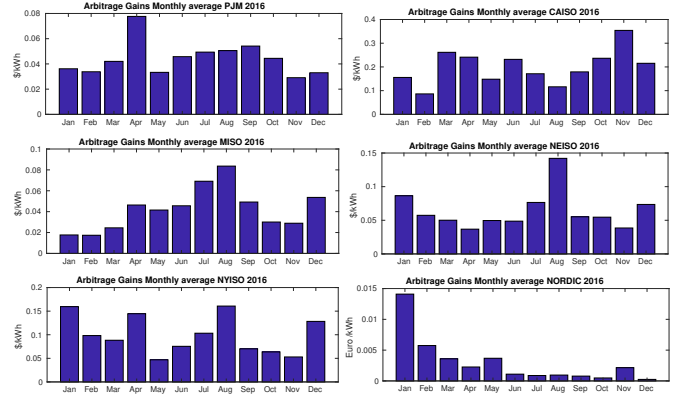 Arbitrage Gains Monthly average PJM 2016
0.08
0.06
0.04
0.02
0
$/kWh
Jan Feb Mar Apr May Jun Jul Aug Sep Oct Nov Dec
Arbitrage Gains Monthly average CAISO 2016
0.4
0.3
0.2
0.1
0
$/kWh
Jan Feb Mar Apr May Jun Jul Aug Sep Oct Nov Dec
Arbitrage Gains Monthly average MISO 2016
0.1
0.08
0.06
0.04
0.02
0
$/kWh
Jan Feb Mar Apr May Jun Jul Aug Sep Oct Nov Dec
Arbitrage Gains Monthly average NEISO 2016
0.15
0.1
0.05
0
$/kWh
Jan Feb Mar Apr May Jun Jul Aug Sep Oct Nov Dec
Arbitrage Gains Monthly average NYISO 2016
0.2
0.15
0.1
0.05
0
$/kWh
Jan Feb Mar Apr May Jun Jul Aug Sep Oct Nov Dec
Arbitrage Gains Monthly average NORDIC 2016
0.015
0.01
0.005
0
Euro./kWh
Jan Feb Mar Apr May Jun Jul Aug Sep Oct Nov Dec